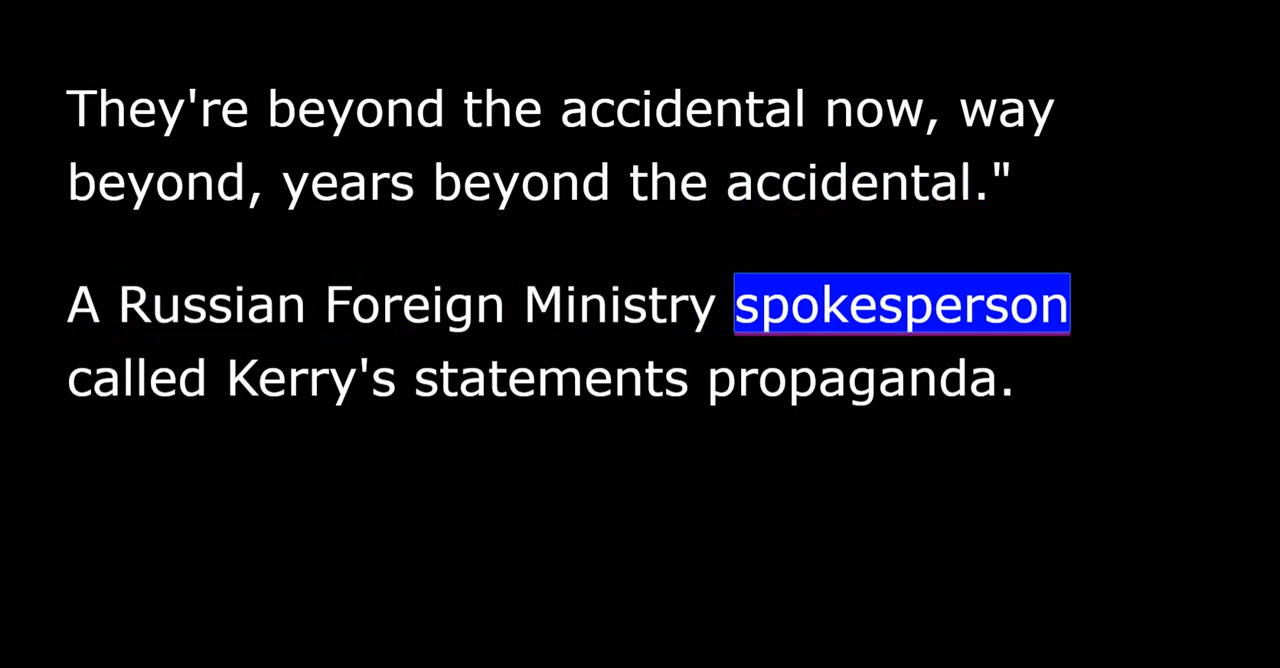 They're beyond the accidental now, way
beyond, years beyond the accidental."
A Russian Foreign Ministry spokesperson
called Kerry's statements propaganda.